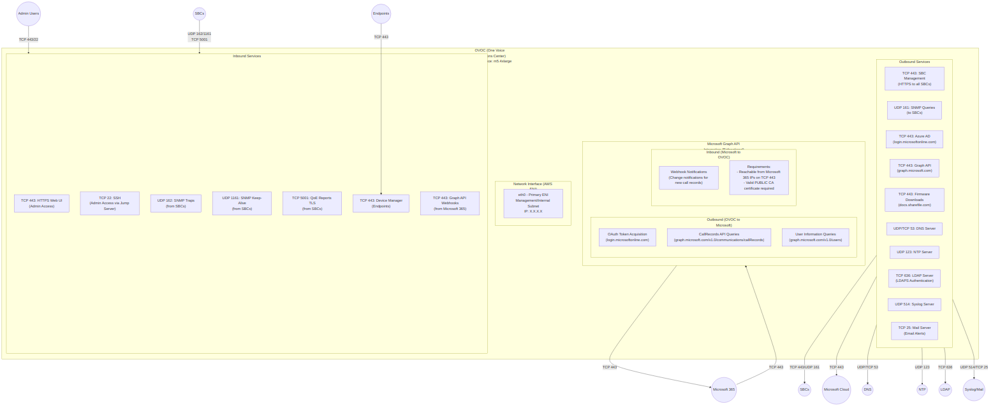 Admin Users
SBCs
Endpoints
TCP 443/22
UDP 162/1161
TCP 5001
TCP 443
OVOC (One Voice
ons Center)
ce: m5.4xlarge
Inbound Services
TCP 443: HTTPS Web UI
(Admin Access)
TCP 22: SSH
(Admin Access via Jump
Server)
UDP 162: SNMP Traps
(from SBCs)
UDP 1161: SNMP Keep-
Alive
(from SBCs)
TCP 5001: QoE Reports
TLS
(from SBCs)
TCP 443: Device Manager
(Endpoints)
TCP 443: Graph API
Webhooks
(from Microsoft 365)
Network Interface (AWS
eth0 - Primary ENI
Management/Internal
Subnet
IP: X.X.X.X
Microsoft Graph API
Inbound (Microsoft to
OVOC)
Webhook Notifications
(Change notifications for
new call records)
Requirements:
- Reachable from Microsoft
365 IPs on TCP 443
- Valid PUBLIC CA
certificate required
Outbound (OVOC to
Microsoft)
OAuth Token Acquisition
(login.microsoftonline.com)
CallRecords API Queries
(graph.microsoft.com/v1.0/communications/callRecords)
User Information Queries
(graph.microsoft.com/v1.0/users)
Outbound Services
TCP 443: SBC
Management
(HTTPS to all SBCs)
UDP 161: SNMP Queries
(to SBCs)
TCP 443: Azure AD
(login.microsoftonline.com)
TCP 443: Graph API
(graph.microsoft.com)
TCP 443: Firmware
Downloads
(docs.sharefile.com)
UDP/TCP 53: DNS Server
UDP 123: NTP Server
TCP 636: LDAP Server
(LDAPS Authentication)
UDP 514: Syslog Server
TCP 25: Mail Server
(Email Alerts)
TCP 443
TCP 443
TCP 443/UDP 161
TCP 443
UDP/TCP 53
UDP 123
TCP 636
UDP 514/TCP 25
Microsoft 365
SBCs
Microsoft Cloud
DNS
NTP
LDAP
Syslog/Mail